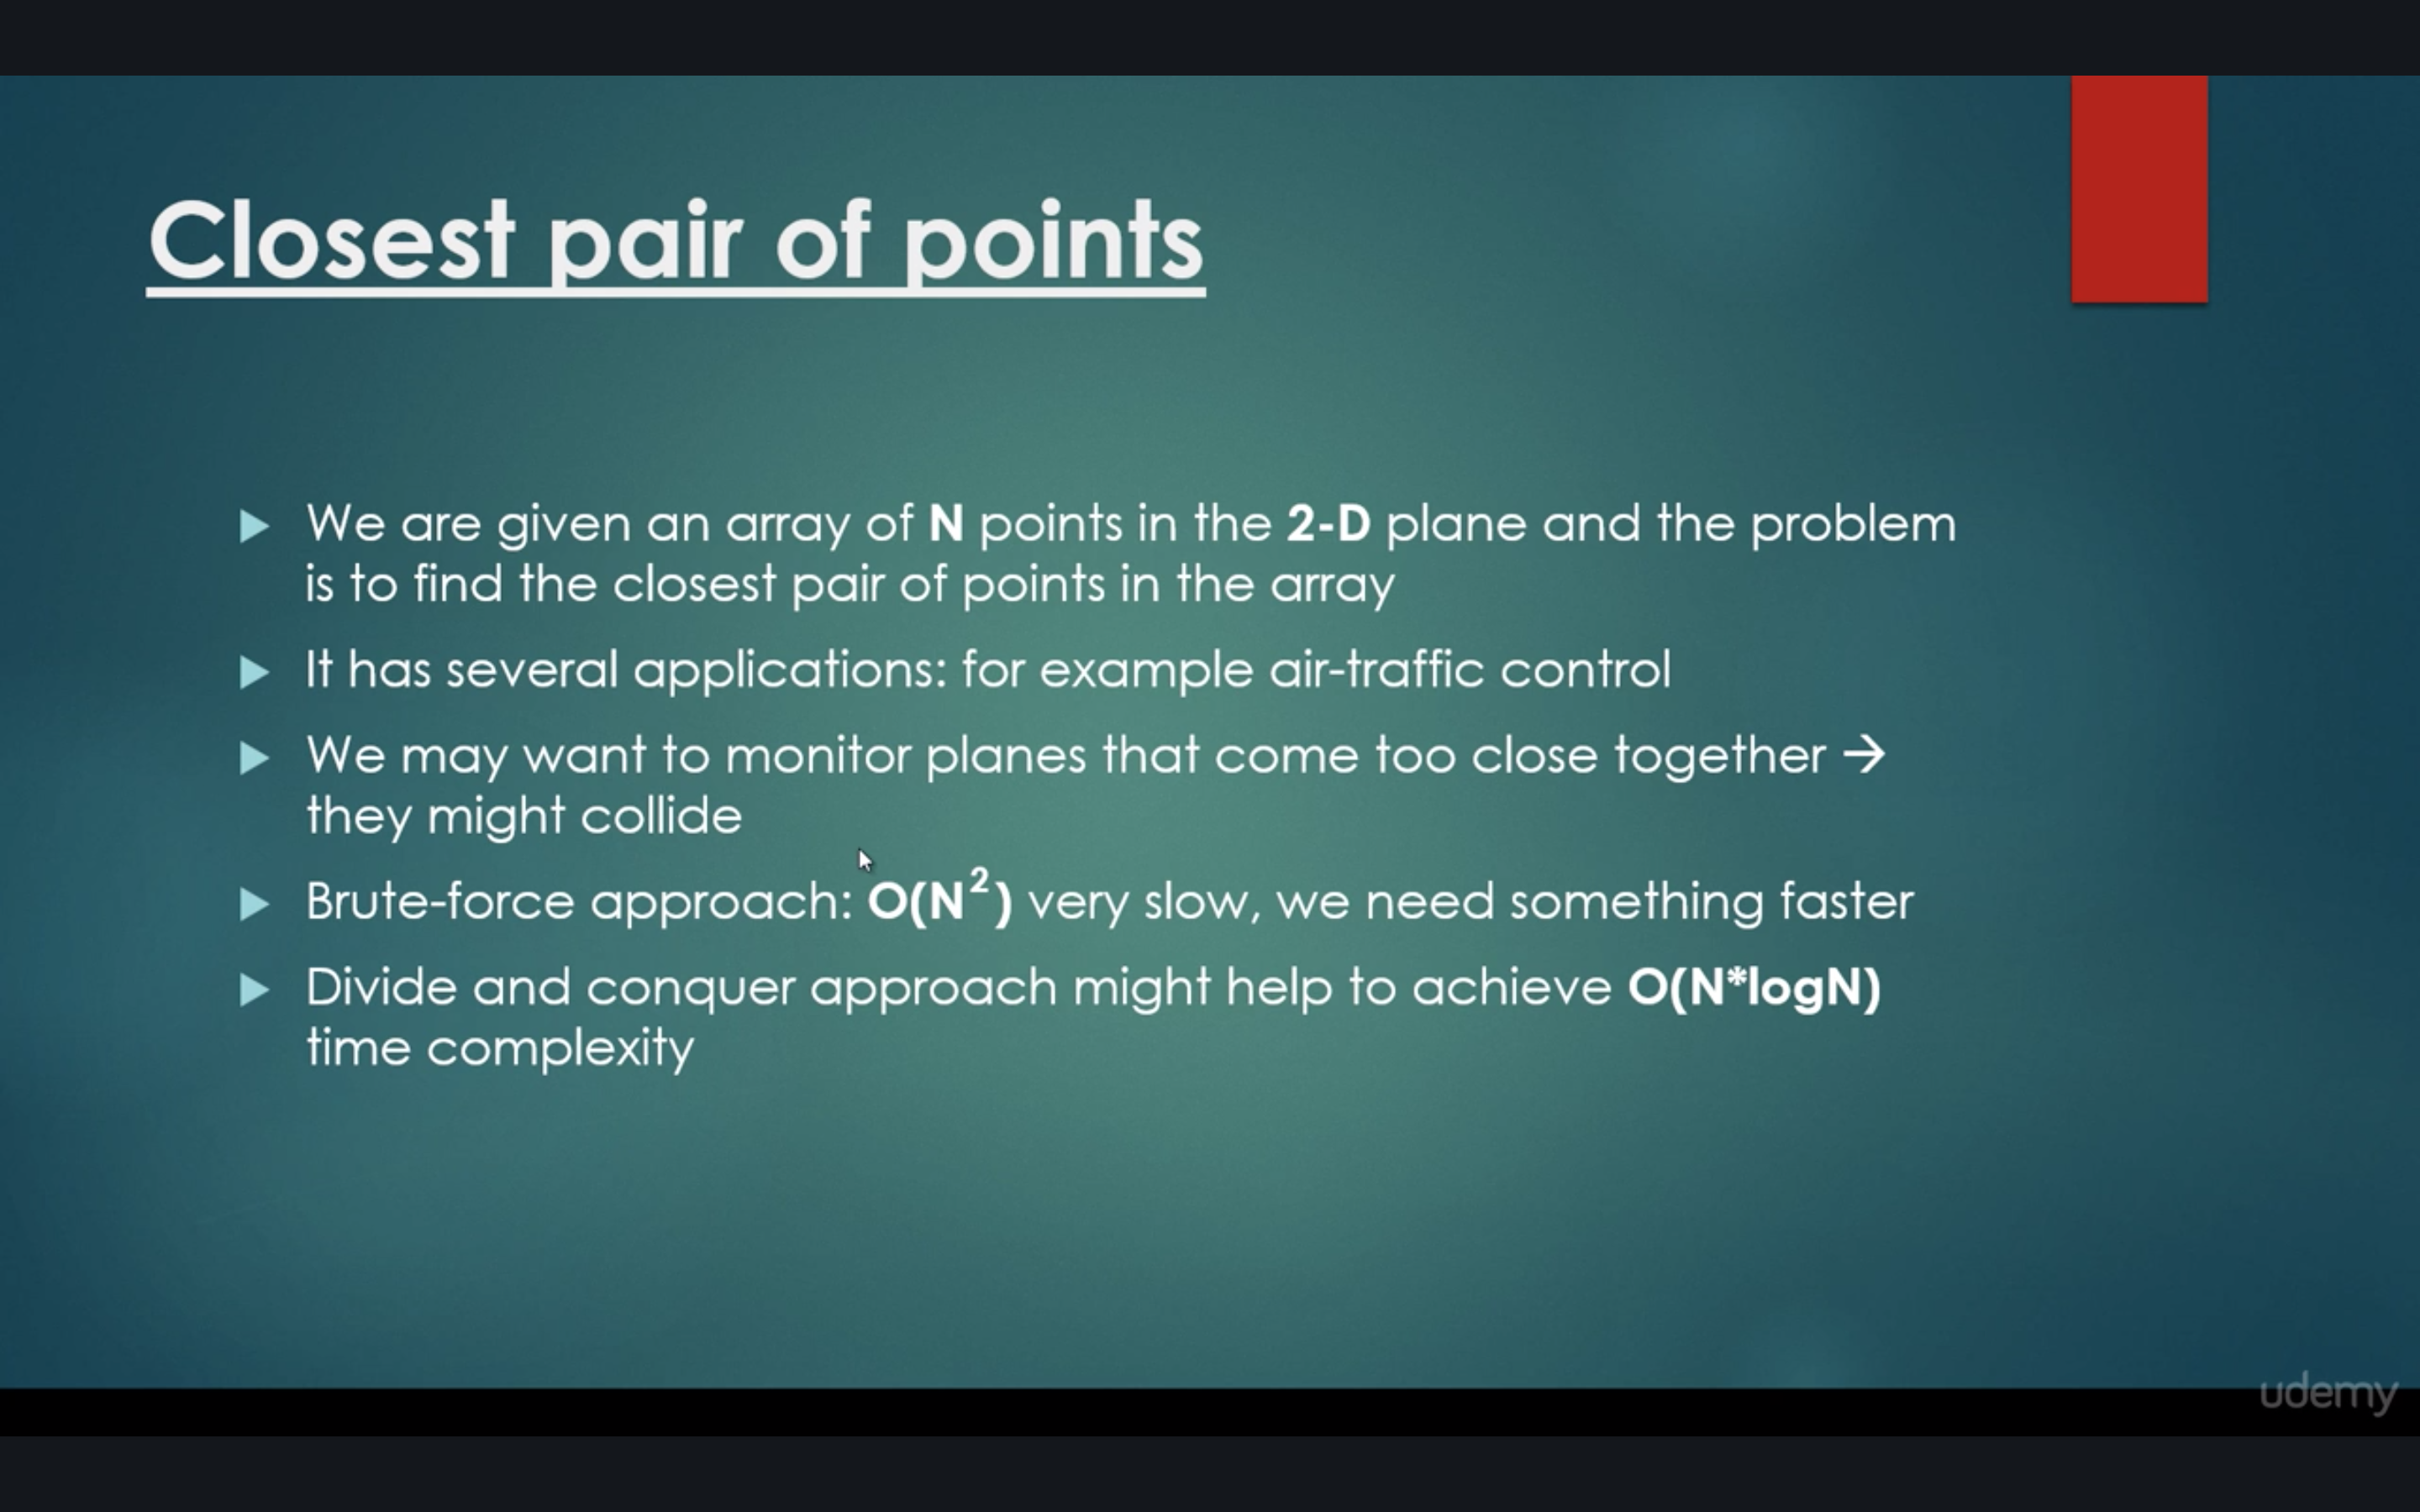 Closest pair of points
We are given an array of N points in the 2-D plane and the problem
is to find the closest pair of points in the array
It has several applications: for example air-traffic control
We may want to monitor planes that come too close together →
they might collide
Brute-force approach: O(N²) very slow, we need something faster
Divide and conquer approach might help to achieve O(N*logN)
time complexity
udemy